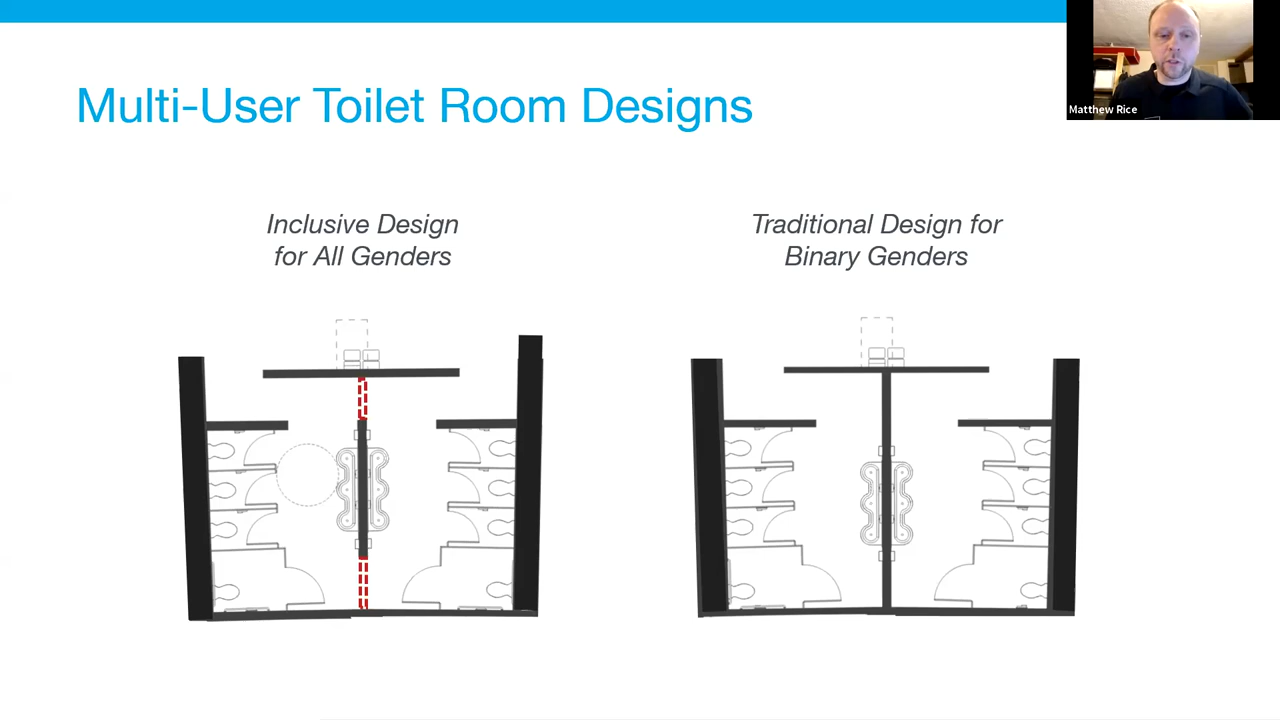 Multi-User Toilet Room Designs
Matthew Rice
Inclusive Design
for All Genders
Traditional Design for
Binary Genders